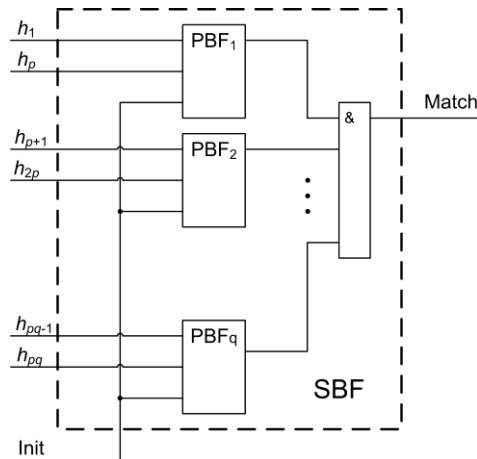 h1
PBF1
hp
Match
&
hp+1
PBF2
h2p
hpq-1
PBFq
hpq
SBF
Init